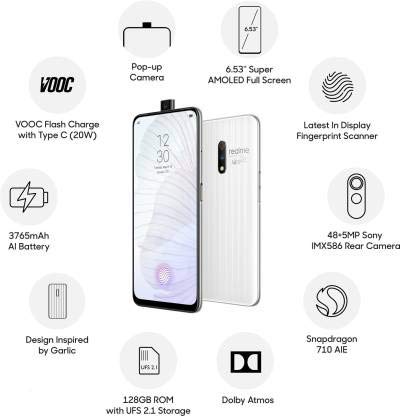 6.53"
Pop-up
Camera
6.53" Super
AMOLED Full Screen
VOOC
VOOC Flash Charge
with Type C (20W)
Latest In Display
Fingerprint Scanner
12
30
realme
3765mAh
AI Battery
48+5MP Sony
IMX586 Rear Camera
Design Inspired
by Garlic
Snapdragon
710 AIE
UFS 2.1
128GB ROM
with UFS 2.1 Storage
Dolby Atmos